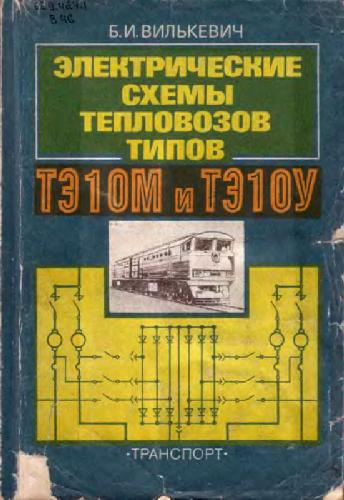 Б.И.ВИЛЬКЕВИЧ
ЭЛЕКТРИЧЕСКИЕ
СХЕМЫ
ТЕПЛОВОЗОВ
ТИПОВ
ТЭ10М и ТЭ10У
·ТРАНСПОРТ·